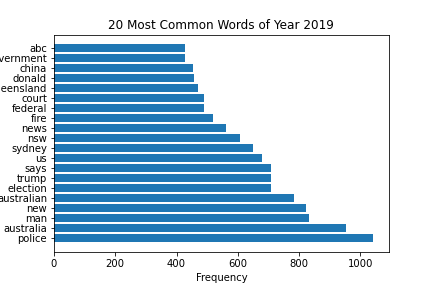 20 Most Common Words of Year 2019
abc
vernment
china
donald
eensland
court
federal
fire
news
nsw
sydney
us
says
trump
election
australian
new
man
australia
police
0 200 400 600 800 1000
Frequency